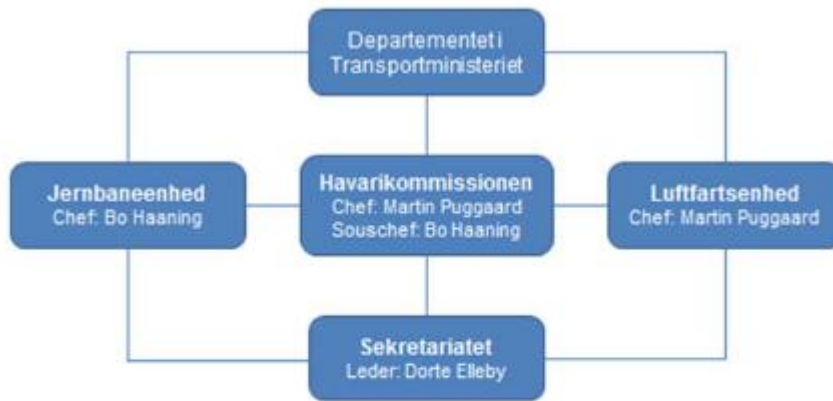 Departementet i
Transportministeriet
Jernbaneenhed
Chef: Bo Haaning
Havarikommissionen
Chef: Martin Puggaard
Souschef: Bo Haaning
Luftfartsenhed
Chef: Martin Puggaard
Sekretariatet
Leder: Dorte Elleby